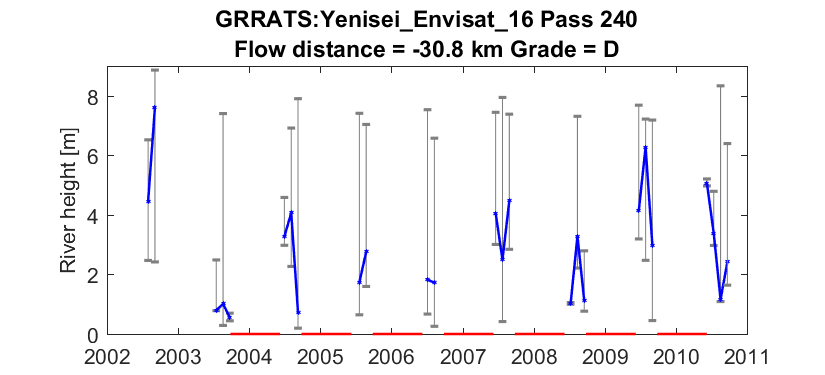 GRRATS:Yenisei_Envisat_16 Pass 240
Flow distance = -30.8 km Grade = D
River height [m]
8
6
4
2
0
2002 2003 2004 2005 2006 2007 2008 2009 2010 2011